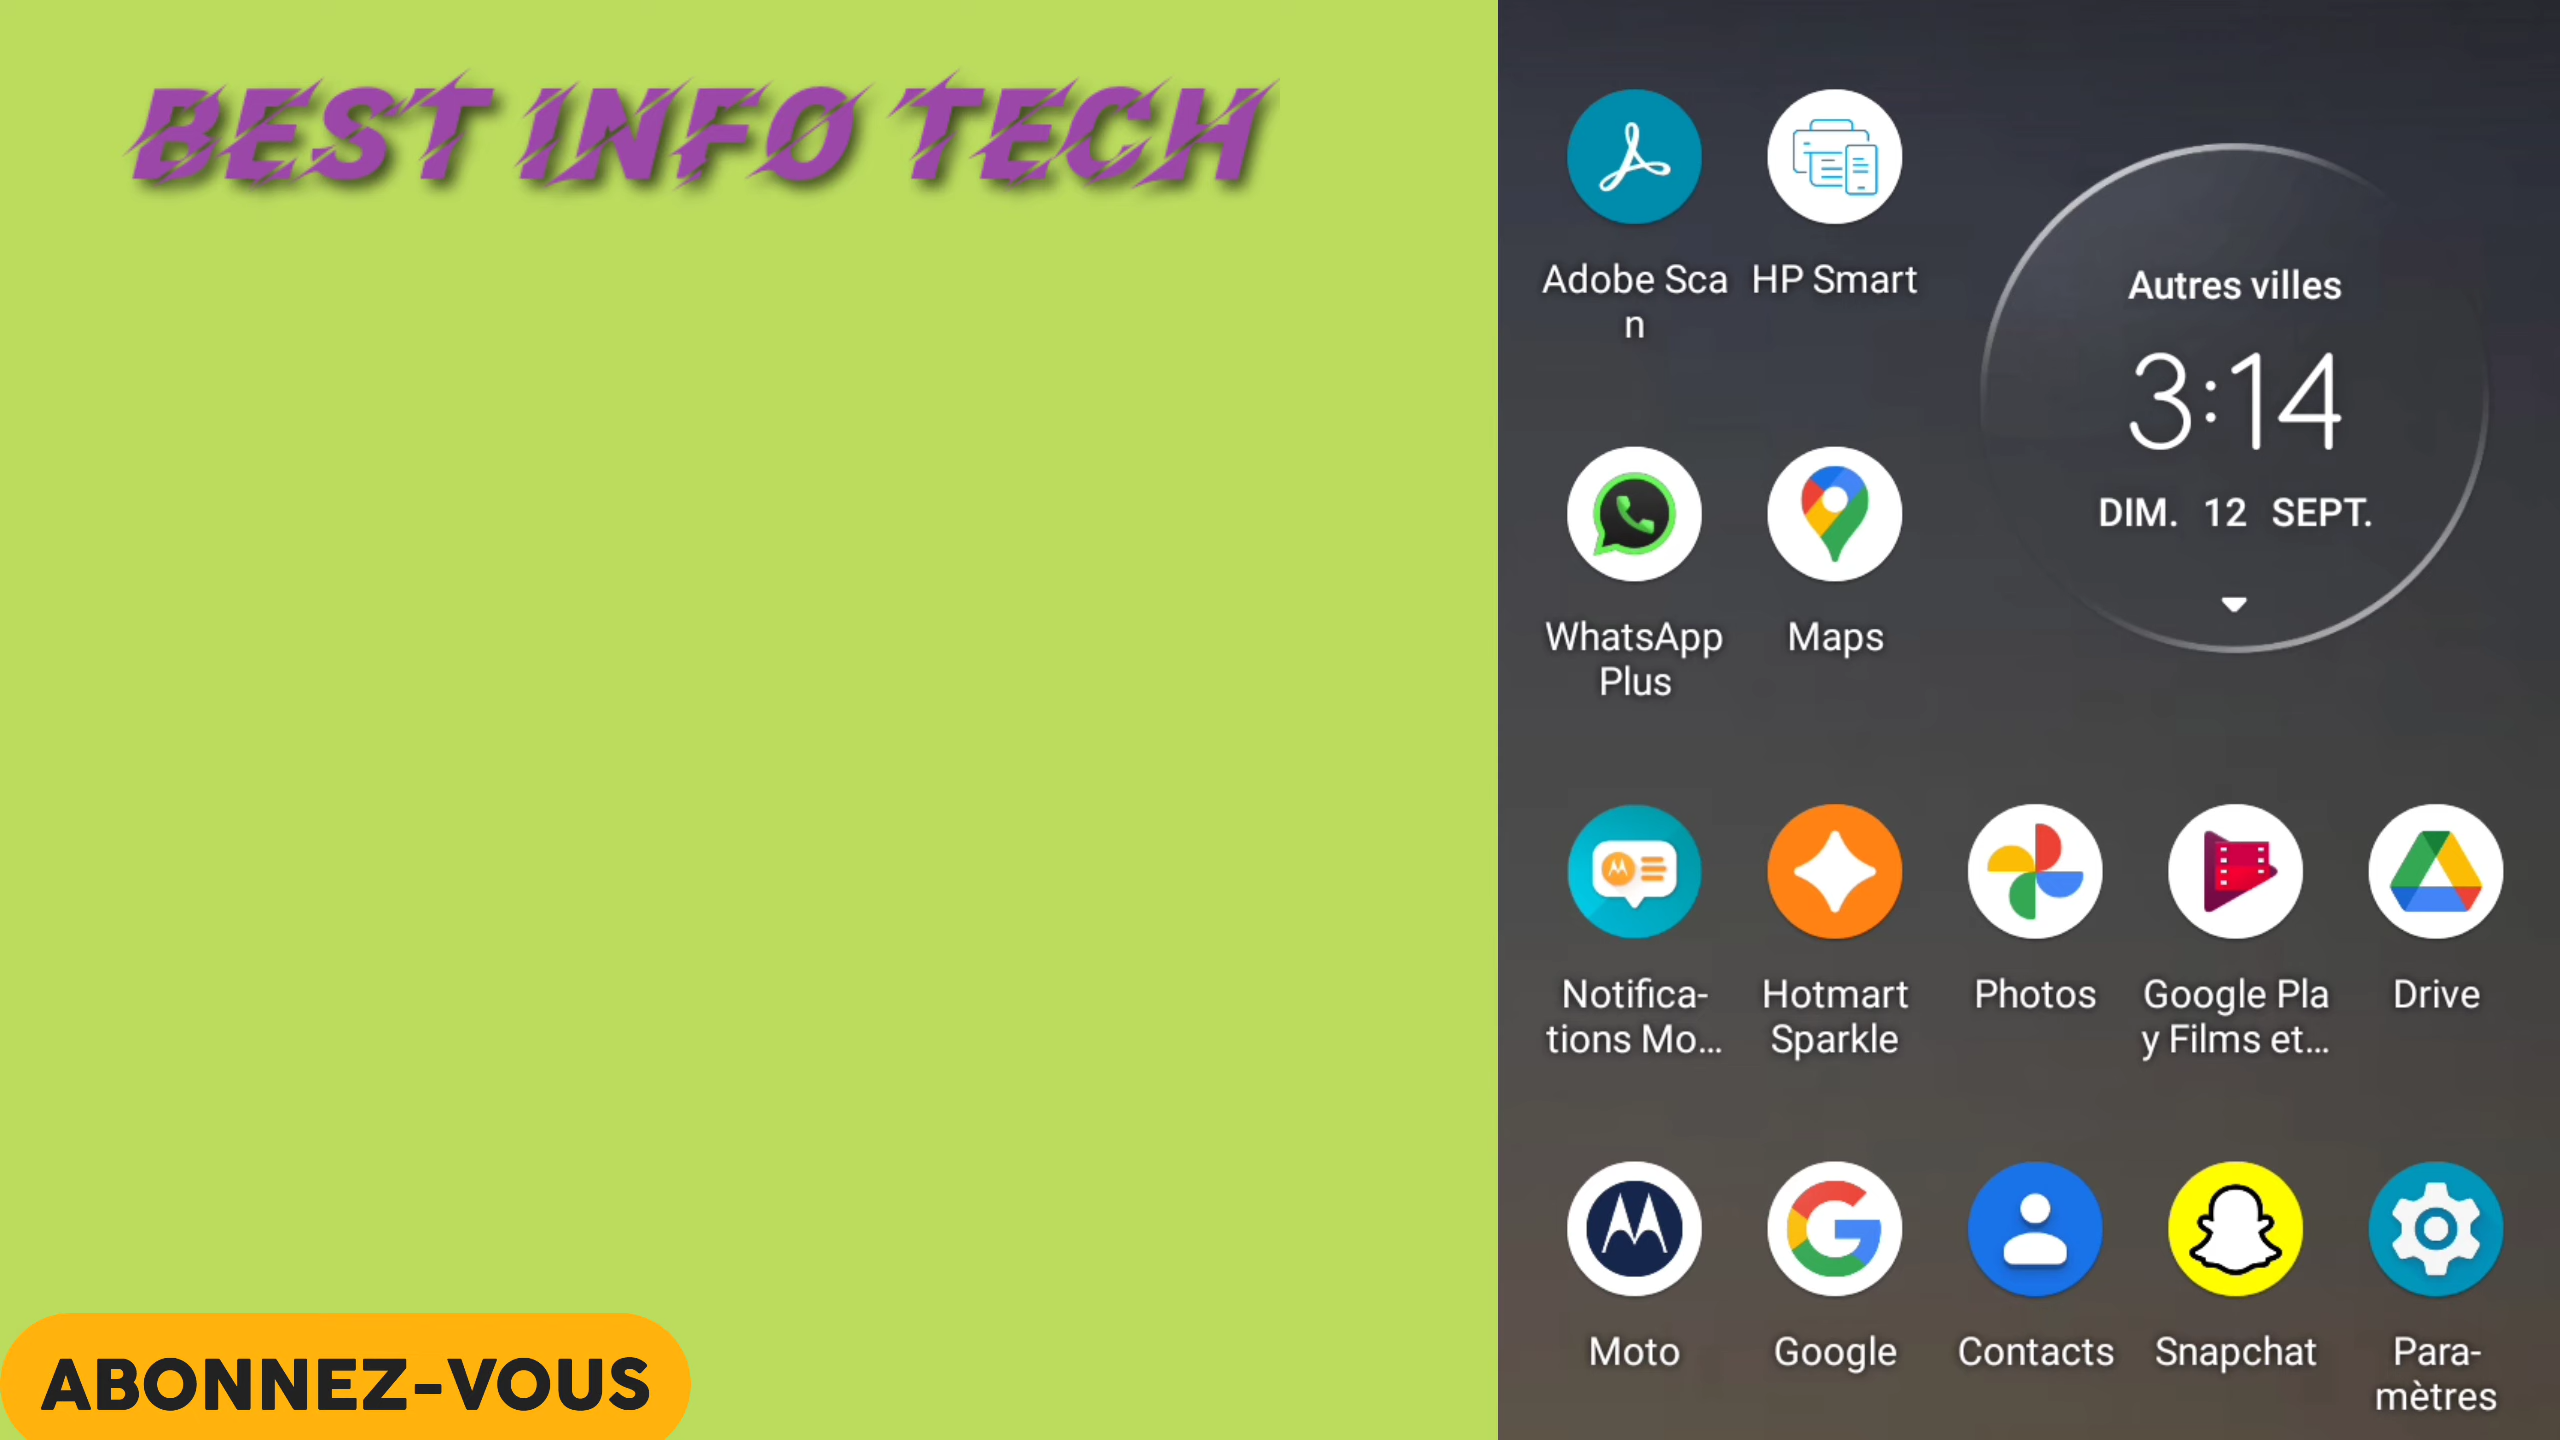 BEST INFO TECH
Adobe Sca
n
HP Smart
Autres villes
3:14
DIM. 12 SEPT.
WhatsApp
Plus
Maps
Notifica-
tions Mo...
Hotmart
Sparkle
Photos
Google Pla
y Films et...
Drive
Moto
Google
Contacts
Snapchat
Para-
mètres
ABONNEZ-VOUS